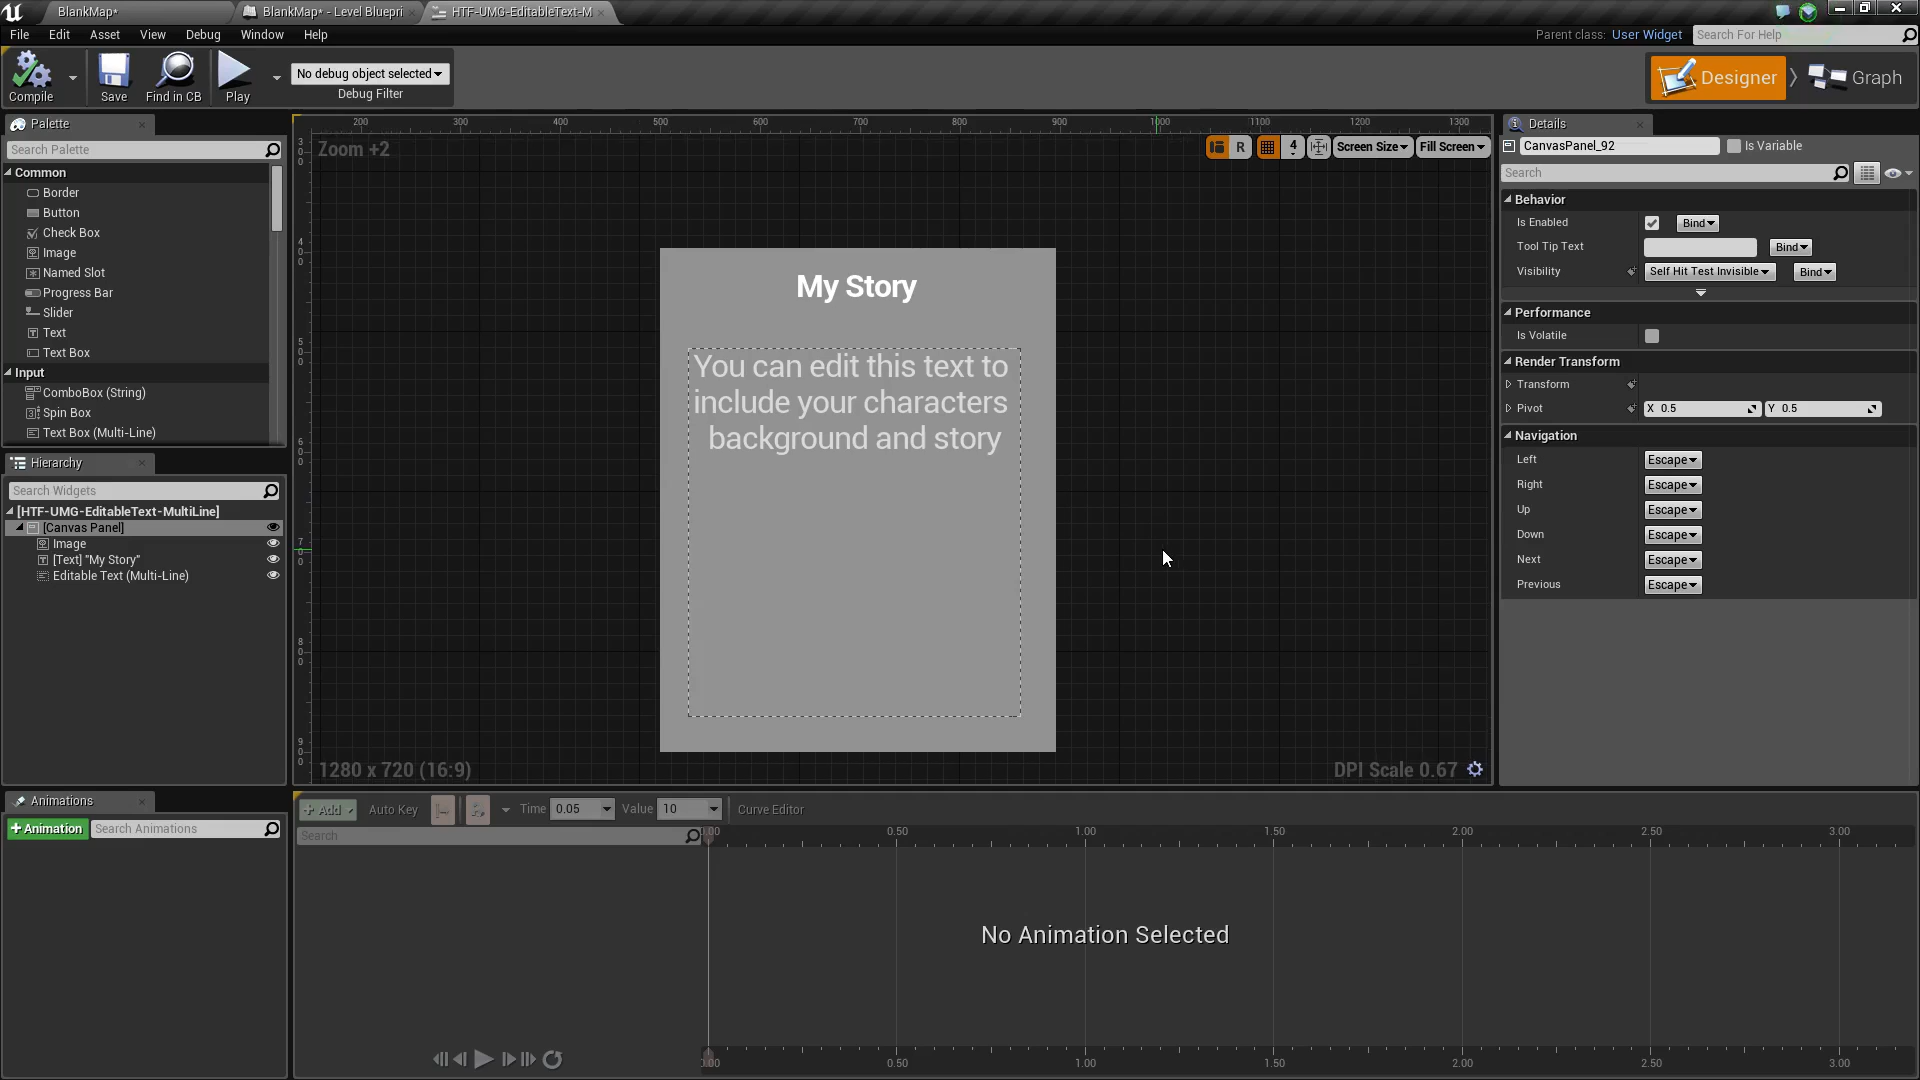 BlankMap*
BlankMap* - Level Bluepri
HTF-UMG-EditableText-M
File Edit Asset View Debug Window Help
Parent class: User Widget
Search For Help
Compile
Save
Find in CB
Play
No debug object selected
Debug Filter
Designer
Graph
Palette
Search Palette
Common
Border
Button
Check Box
Image
Named Slot
Progress Bar
Slider
Text
Text Box
Input
ComboBox (String)
Spin Box
Text Box (Multi-Line)
Hierarchy
Search Widgets
[HTF-UMG-EditableText-MultiLine]
[Canvas Panel]
Image
[Text] "My Story"
Editable Text (Multi-Line)
200 300 400 500 600 700 800 900 1000 1100 1200 1300
300
400
500
600
700
800
900
Zoom +2
R
4
Screen Size
Fill Screen
My Story
You can edit this text to
include your characters
background and story
1280 x 720 (16:9)
DPI Scale 0.67
Details
CanvasPanel_92
Is Variable
Search
Behavior
Is Enabled Bind
Tool Tip Text Bind
Visibility Self Hit Test Invisible Bind
Performance
Is Volatile
Render Transform
Transform
Pivot X 0.5 Y 0.5
Navigation
Left Escape
Right Escape
Up Escape
Down Escape
Next Escape
Previous Escape
Animations
+ Animation
Search Animations
+ Add
Auto Key
Time 0.05
Value 10
Curve Editor
Search
0.00 0.50 1.00 1.50 2.00 2.50 3.00
No Animation Selected
0.00 0.50 1.00 1.50 2.00 2.50 3.00